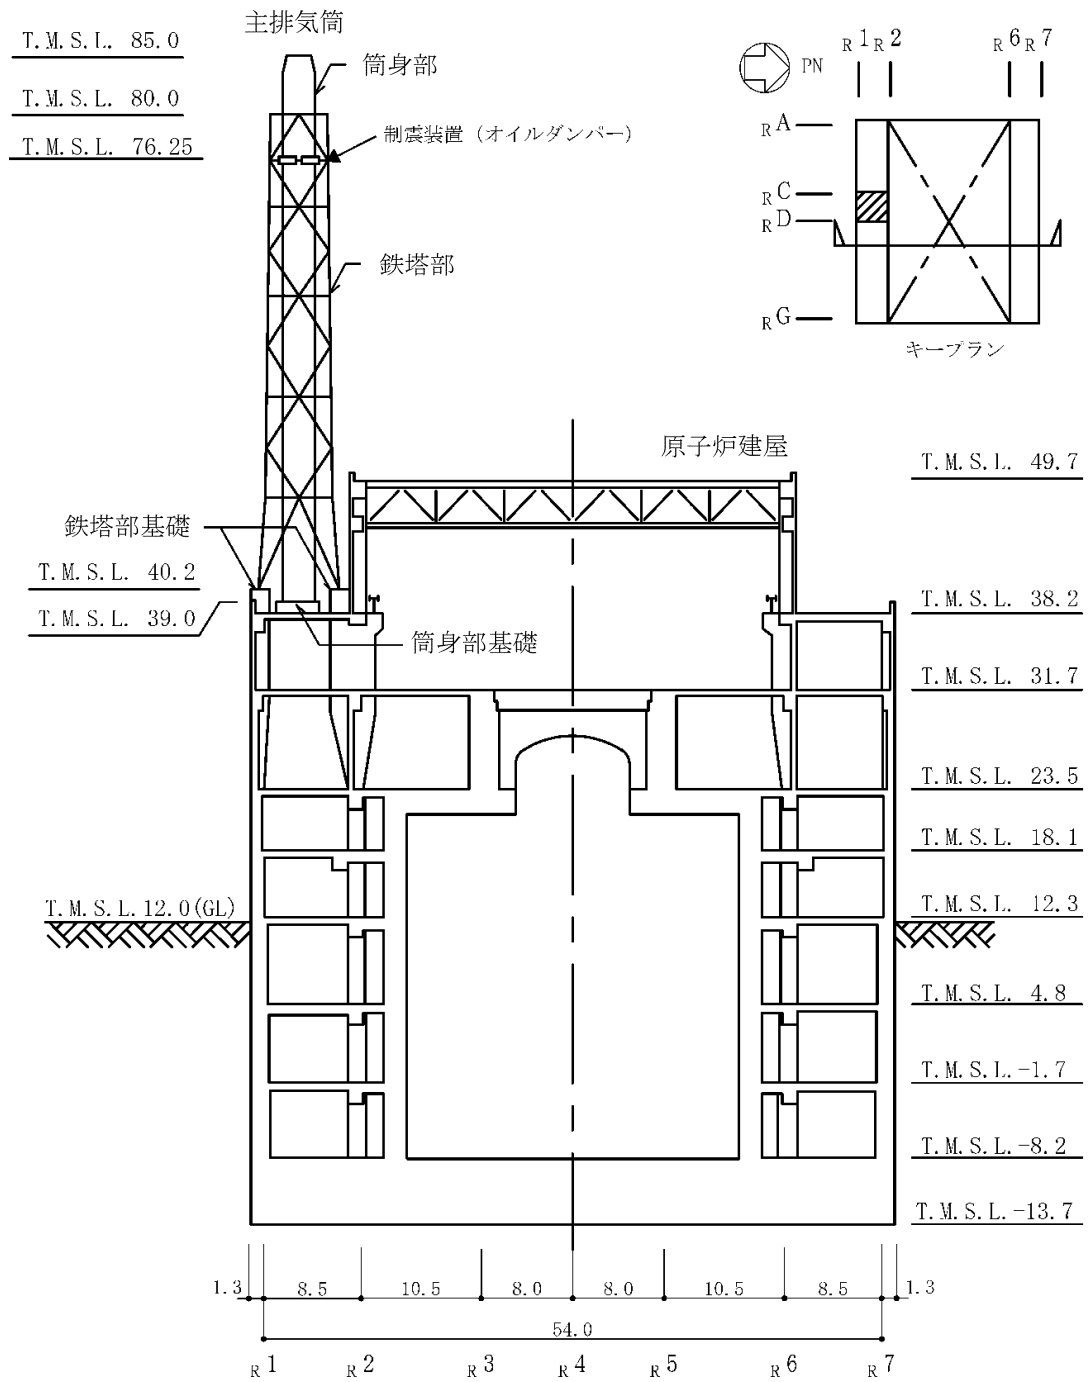 主排気筒
T.M.S.L. 85.0
筒身部
T.M.S.L. 80.0
制震装置（オイルダンパー）
T.M.S.L. 76.25
鉄塔部
PN
R1 R2 R6 R7
RA
RC
RD
RG
キープラン
原子炉建屋
T.M.S.L. 49.7
鉄塔部基礎
T.M.S.L. 40.2
T.M.S.L. 39.0
筒身部基礎
T.M.S.L. 38.2
T.M.S.L. 31.7
T.M.S.L. 23.5
T.M.S.L. 18.1
T.M.S.L.12.0(GL)
T.M.S.L. 12.3
T.M.S.L. 4.8
T.M.S.L.-1.7
T.M.S.L.-8.2
T.M.S.L.-13.7
1.3 8.5 10.5 8.0 8.0 10.5 8.5 1.3
54.0
R1 R2 R3 R4 R5 R6 R7